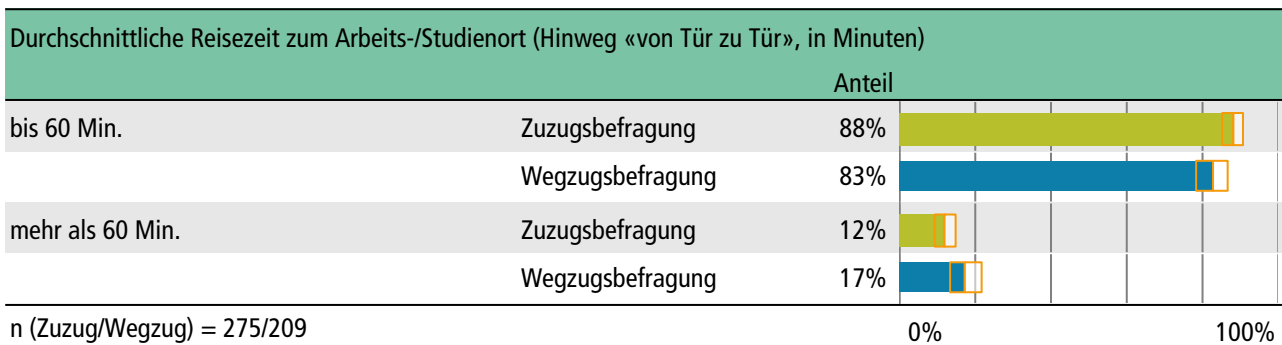 Durchschnittliche Reisezeit zum Arbeits-/Studienort (Hinweg «von Tür zu Tür», in Minuten)
Anteil
bis 60 Min. Zuzugsbefragung 88%
Wegzugsbefragung 83%
mehr als 60 Min. Zuzugsbefragung 12%
Wegzugsbefragung 17%
n (Zuzug/Wegzug) = 275/209 0% 100%